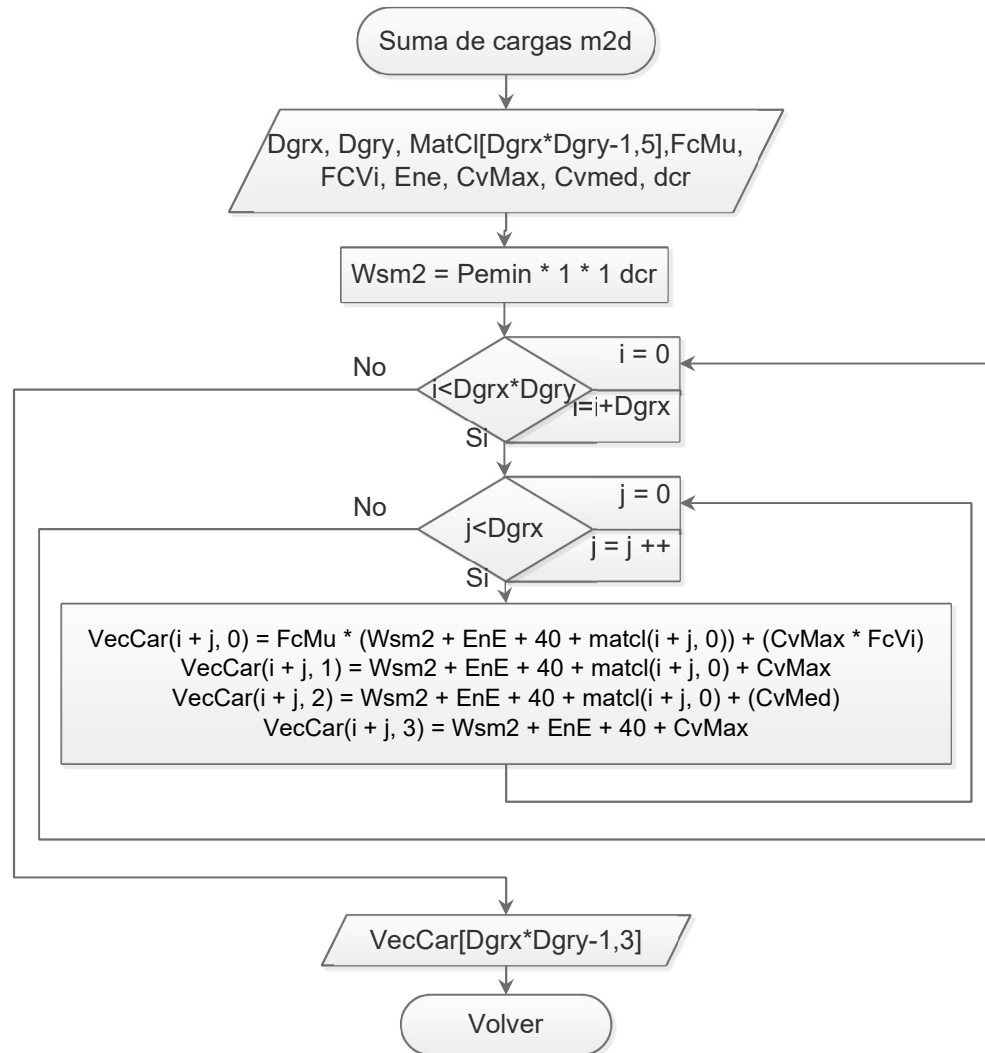 Suma de cargas m2d
Dgrx, Dgry, MatCl[Dgrx*Dgry-1,5],FcMu,
FCVi, Ene, CvMax, Cvmed, dcr
Wsm2 = Pemin * 1 * 1 dcr
No
i<Dgrx*Dgry
i = 0
i=i+Dgrx
Si
No
j<Dgrx
j = 0
j = j ++
Si
VecCar(i + j, 0) = FcMu * (Wsm2 + EnE + 40 + matcl(i + j, 0)) + (CvMax * FcVi)
VecCar(i + j, 1) = Wsm2 + EnE + 40 + matcl(i + j, 0) + CvMax
VecCar(i + j, 2) = Wsm2 + EnE + 40 + matcl(i + j, 0) + (CvMed)
VecCar(i + j, 3) = Wsm2 + EnE + 40 + CvMax
VecCar[Dgrx*Dgry-1,3]
Volver